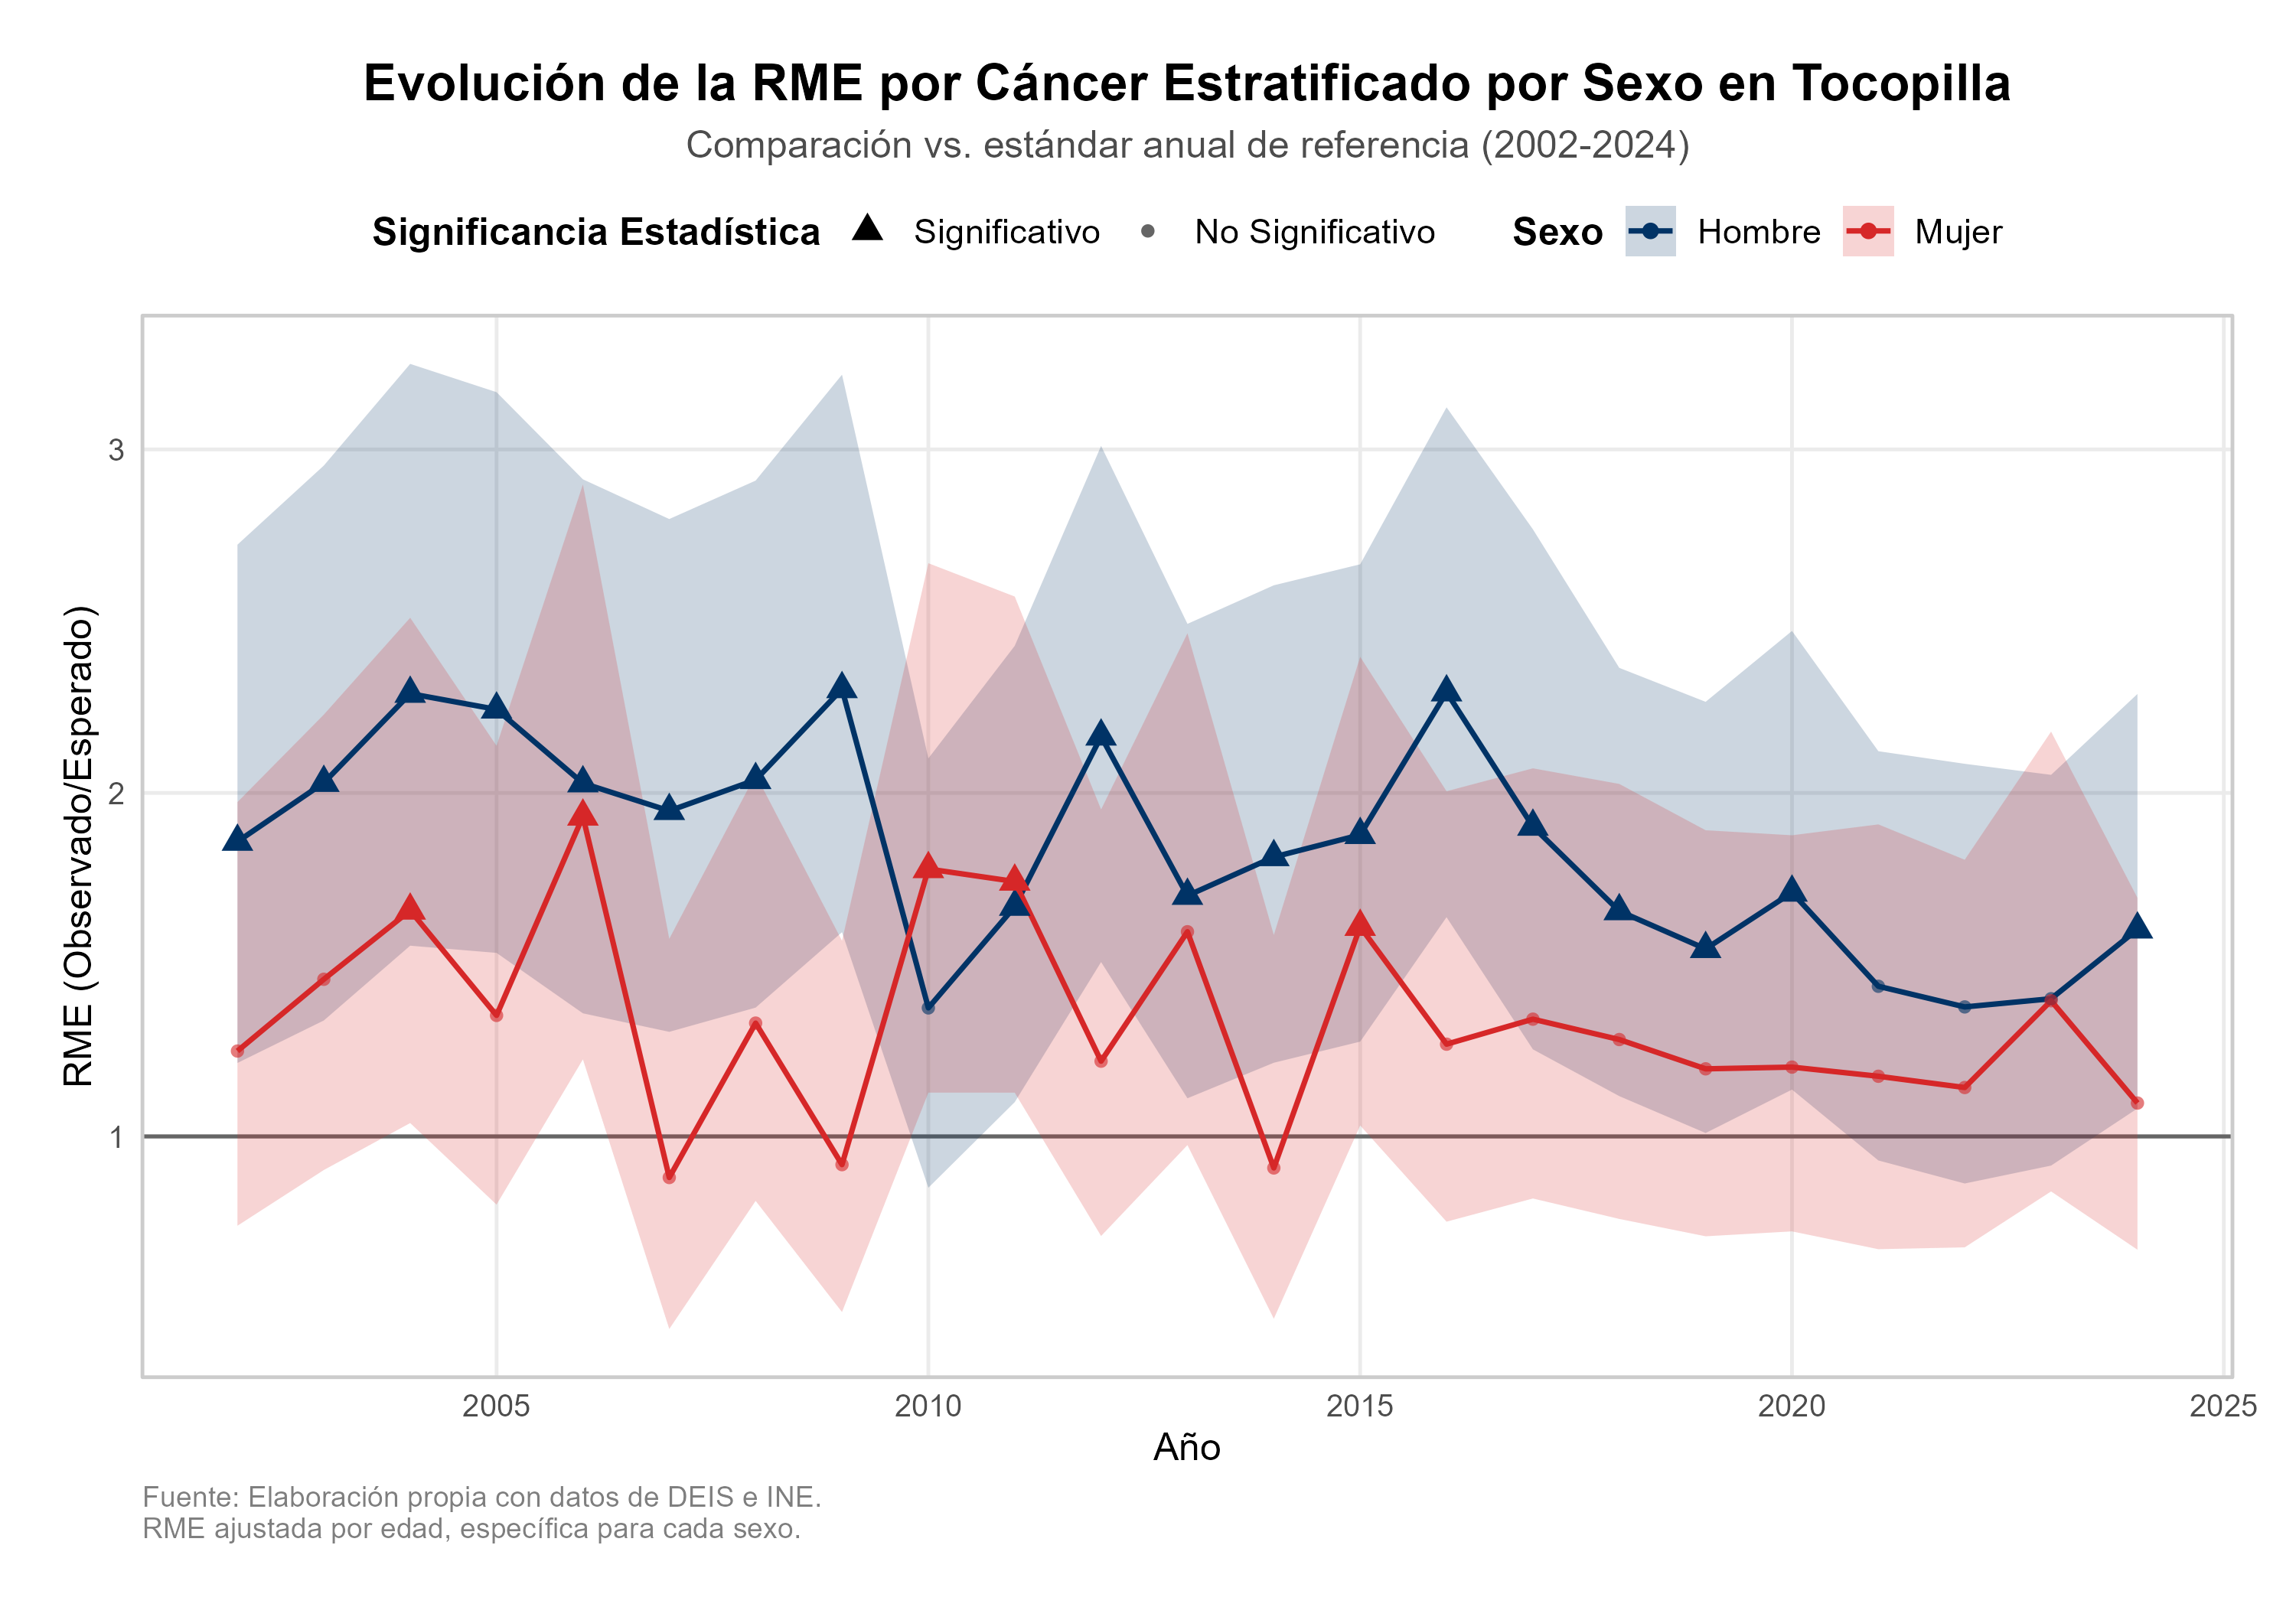 Evolución de la RME por Cáncer Estratificado por Sexo en Tocopilla
Comparación vs. estándar anual de referencia (2002-2024)
Significancia Estadística Significativo No Significativo Sexo Hombre Mujer
RME (Observado/Esperado)
3
2
1
2005 2010 2015 2020 2025
Año
Fuente: Elaboración propia con datos de DEIS e INE.
RME ajustada por edad, específica para cada sexo.